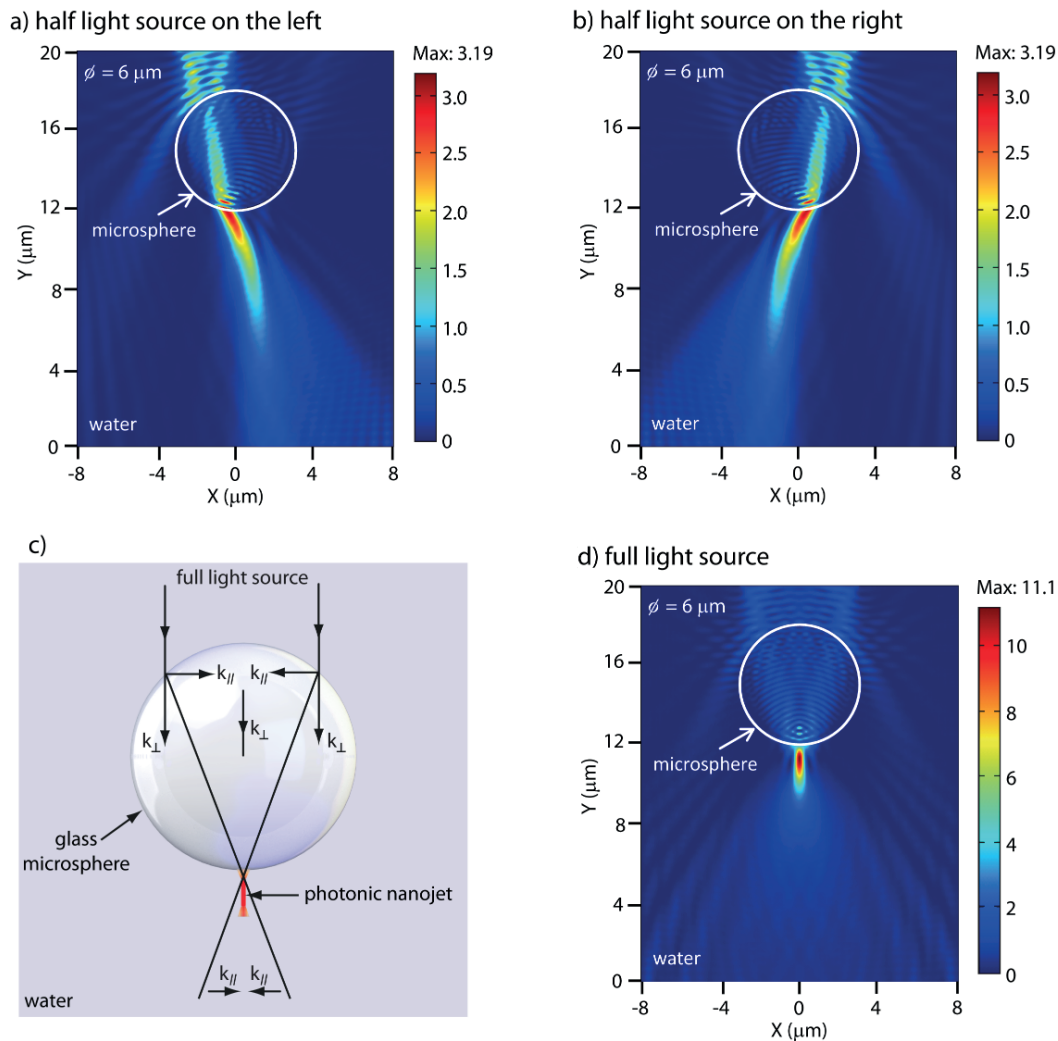 a) half light source on the left
Max: 3.19
ϕ = 6 μm
20
16
12
8
4
0
Y (μm)
-8
-4
0
4
8
X (μm)
microsphere
water
3.0
2.5
2.0
1.5
1.0
0.5
0
b) half light source on the right
Max: 3.19
ϕ = 6 μm
20
16
12
8
4
0
Y (μm)
-8
-4
0
4
8
X (μm)
microsphere
water
3.0
2.5
2.0
1.5
1.0
0.5
0
c)
full light source
k// k//
k⊥
k⊥ k⊥
glass
microsphere
photonic nanojet
k// k//
water
d) full light source
Max: 11.1
ϕ = 6 μm
20
16
12
8
4
0
Y (μm)
-8
-4
0
4
8
X (μm)
microsphere
water
10
8
6
4
2
0